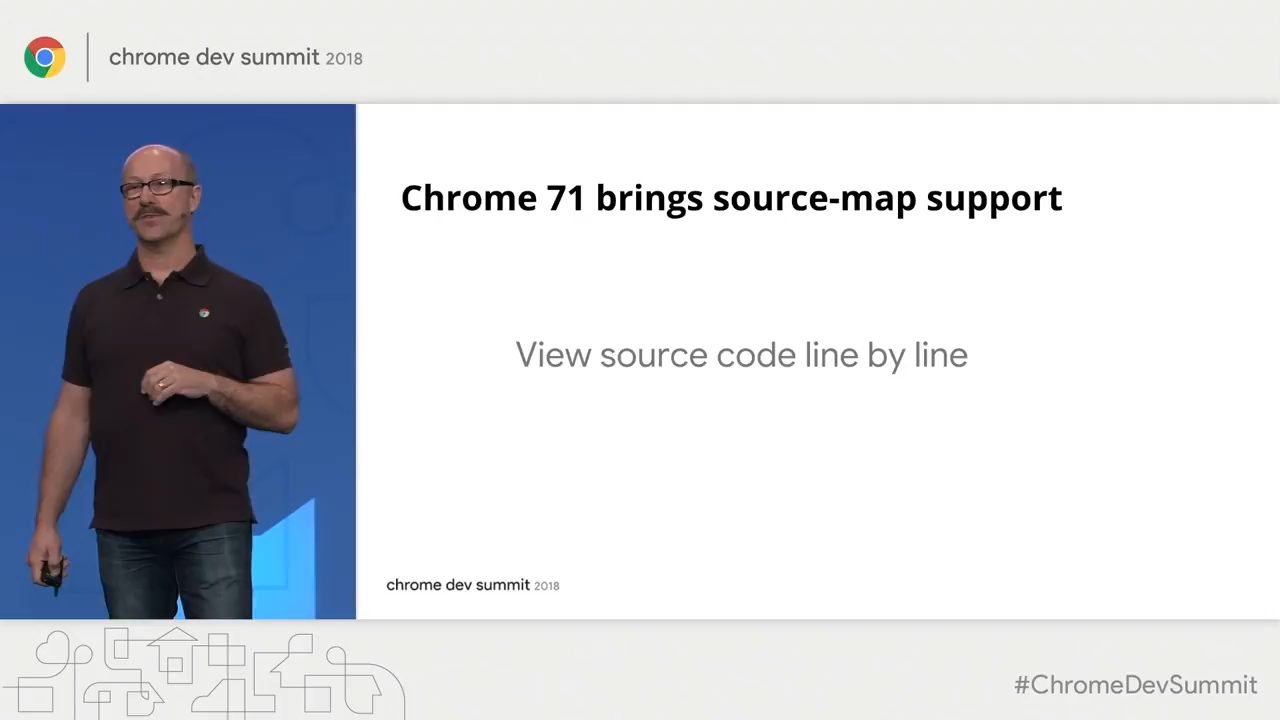 chrome dev summit 2018
Chrome 71 brings source-map support
View source code line by line
chrome dev summit 2018
#ChromeDevSummit